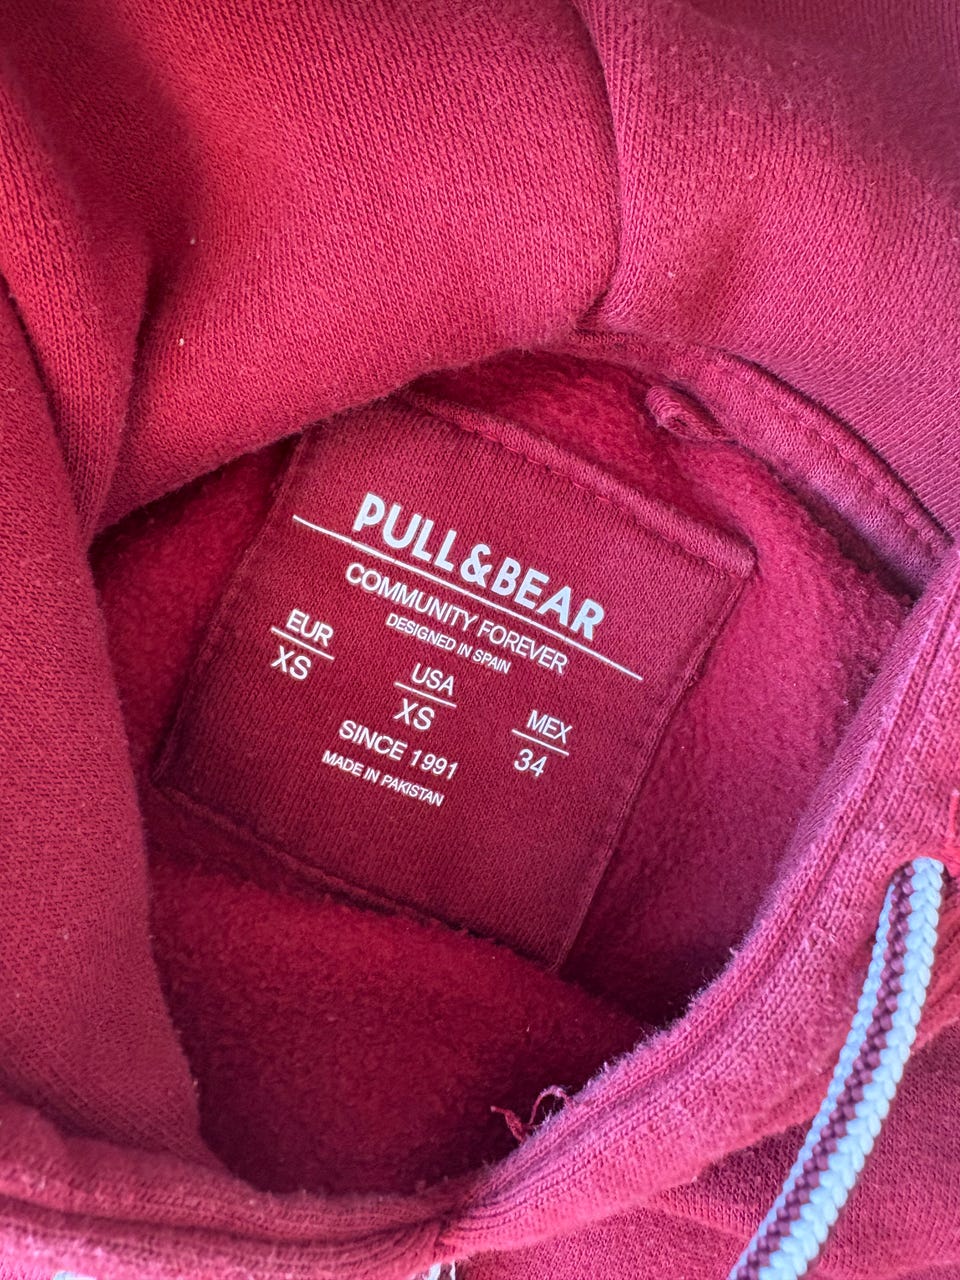 PULL&BEAR
COMMUNITY FOREVER
DESIGNED IN SPAIN
EUR
XS
USA
XS
MEX
34
SINCE 1991
MADE IN PAKISTAN